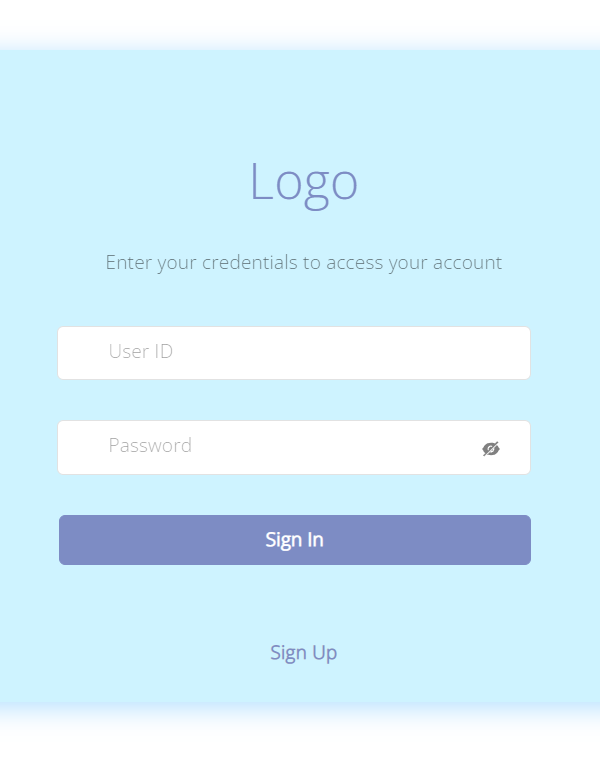 Logo
Enter your credentials to access your account
User ID
Password
Sign In
Sign Up